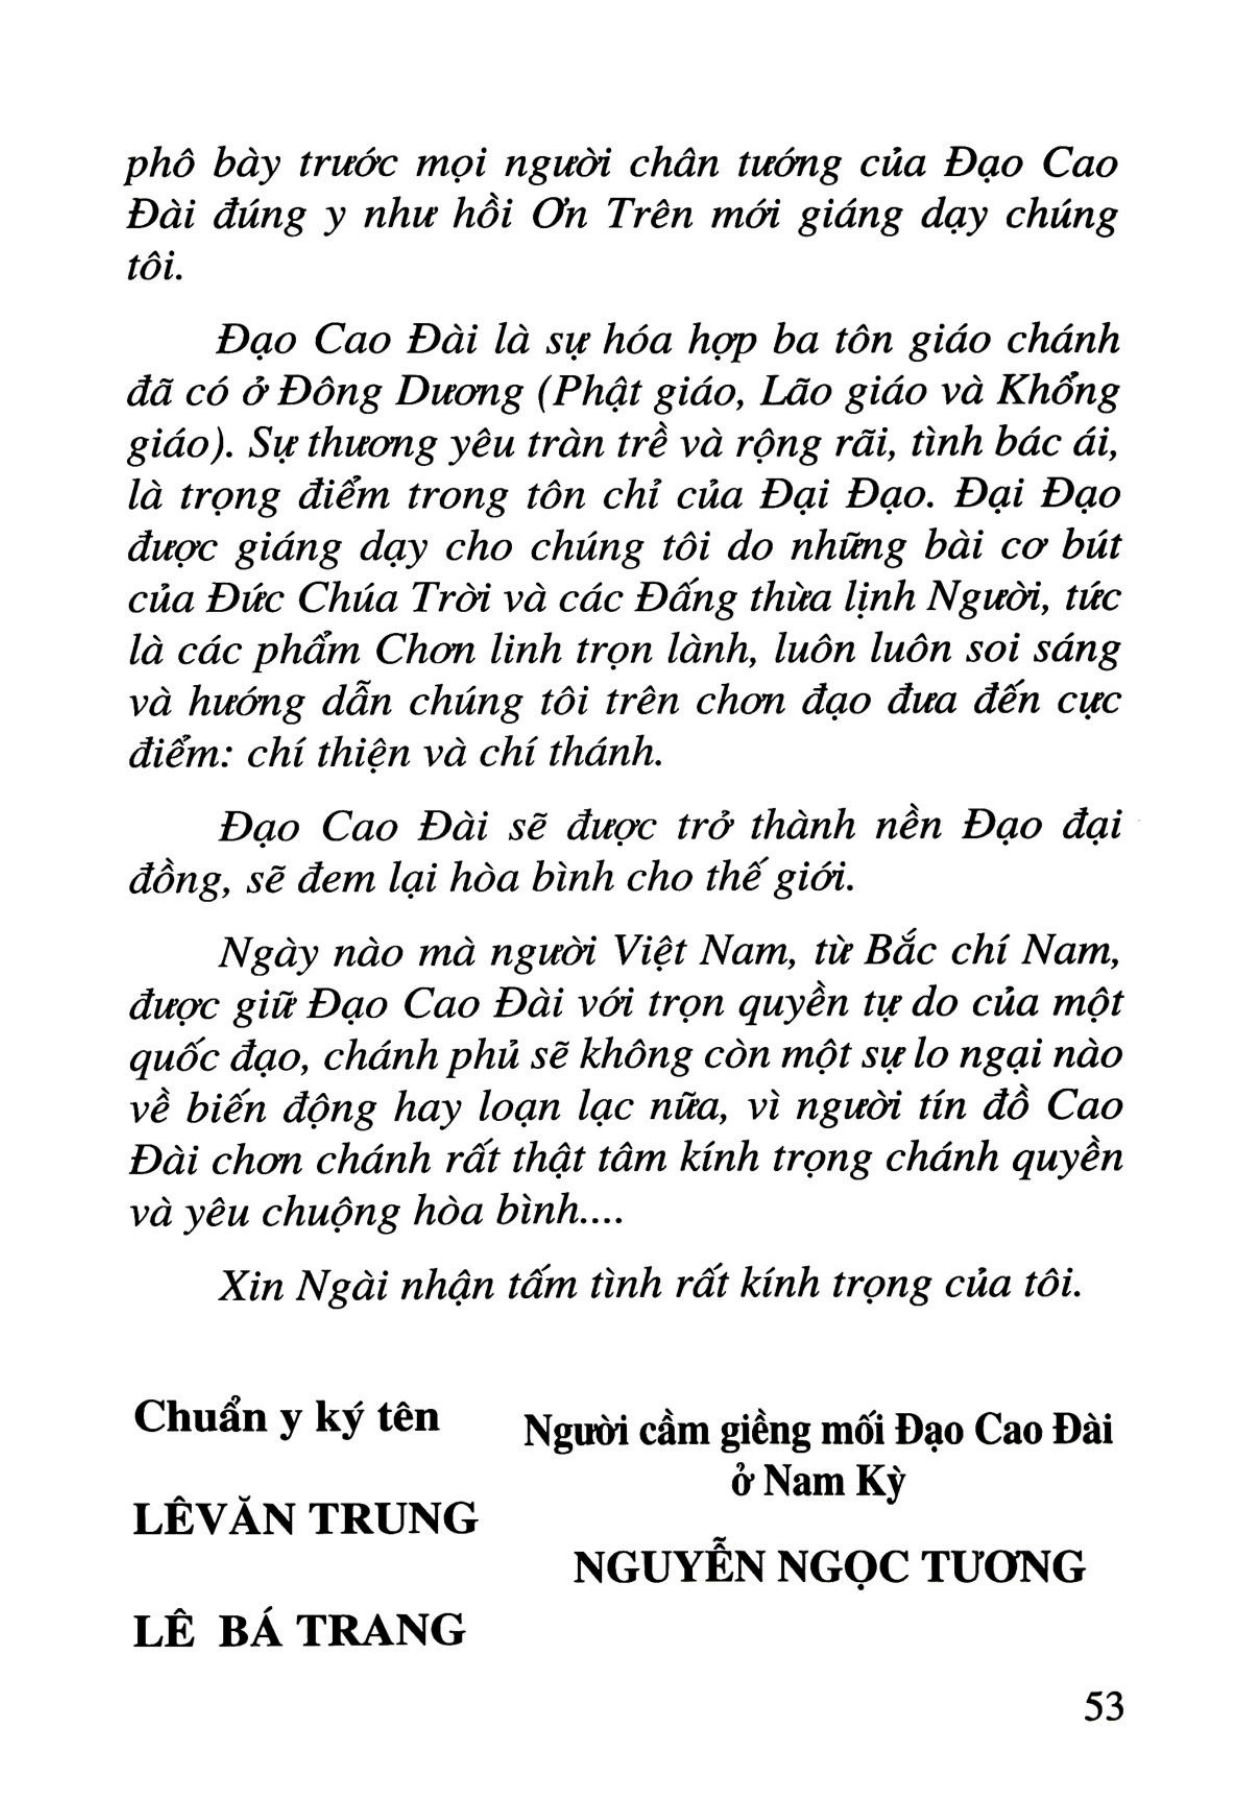 phô bày trước mọi người chân tướng của Đạo Cao
Đài đúng y như hồi Ơn Trên mới giáng dạy chúng
tôi.
Đạo Cao Đài là sự hóa hợp ba tôn giáo chánh
đã có ở Đông Dương (Phật giáo, Lão giáo và Khổng
giáo). Sự thương yêu tràn trề và rộng rãi, tình bác ái,
là trọng điểm trong tôn chỉ của Đại Đạo. Đại Đạo
được giáng dạy cho chúng tôi do những bài cơ bút
của Đức Chúa Trời và các Đấng thừa lịnh Người, tức
là các phẩm Chơn linh trọn lành, luôn luôn soi sáng
và hướng dẫn chúng tôi trên chơn đạo đưa đến cực
điểm: chí thiện và chí thánh.
Đạo Cao Đài sẽ được trở thành nền Đạo đại
đồng, sẽ đem lại hòa bình cho thế giới.
Ngày nào mà người Việt Nam, từ Bắc chí Nam,
được giữ Đạo Cao Đài với trọn quyền tự do của một
quốc đạo, chánh phủ sẽ không còn một sự lo ngại nào
về biến động hay loạn lạc nữa, vì người tín đồ Cao
Đài chơn chánh rất thật tâm kính trọng chánh quyền
và yêu chuộng hòa bình....
Xin Ngài nhận tấm tình rất kính trọng của tôi.
Chuẩn y ký tên
LÊVĂN TRUNG
LÊ BÁ TRANG
Người cầm giềng mối Đạo Cao Đài
ở Nam Kỳ
NGUYỄN NGỌC TƯƠNG
53